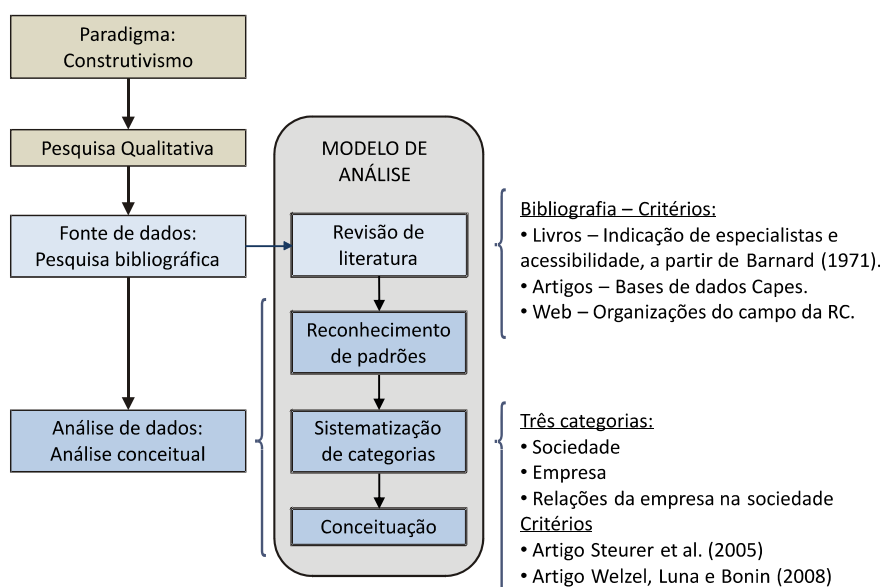 Paradigma:
Construtivismo
Pesquisa Qualitativa
Fonte de dados:
Pesquisa bibliográfica
Análise de dados:
Análise conceitual
MODELO DE
ANÁLISE
Revisão de
literatura
Reconhecimento
de padrões
Sistematização
de categorias
Conceituação
Bibliografia – Critérios:
• Livros – Indicação de especialistas e
acessibilidade, a partir de Barnard (1971).
• Artigos – Bases de dados Capes.
• Web – Organizações do campo da RC.
Três categorias:
• Sociedade
• Empresa
• Relações da empresa na sociedade
Critérios
• Artigo Steurer et al. (2005)
• Artigo Welzel, Luna e Bonin (2008)